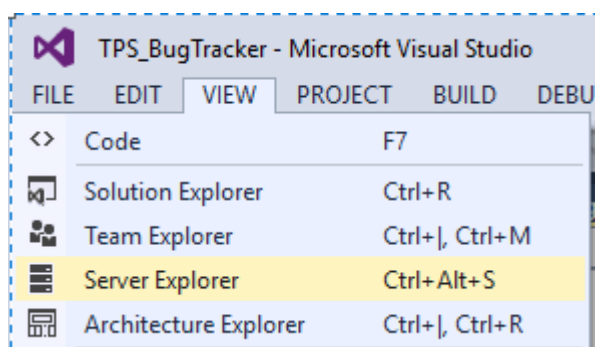 TPS_BugTracker - Microsoft Visual Studio
FILE EDIT VIEW PROJECT BUILD DEBU
<> Code F7
Solution Explorer Ctrl+R
Team Explorer Ctrl+|, Ctrl+M
Server Explorer Ctrl+Alt+S
Architecture Explorer Ctrl+|, Ctrl+R